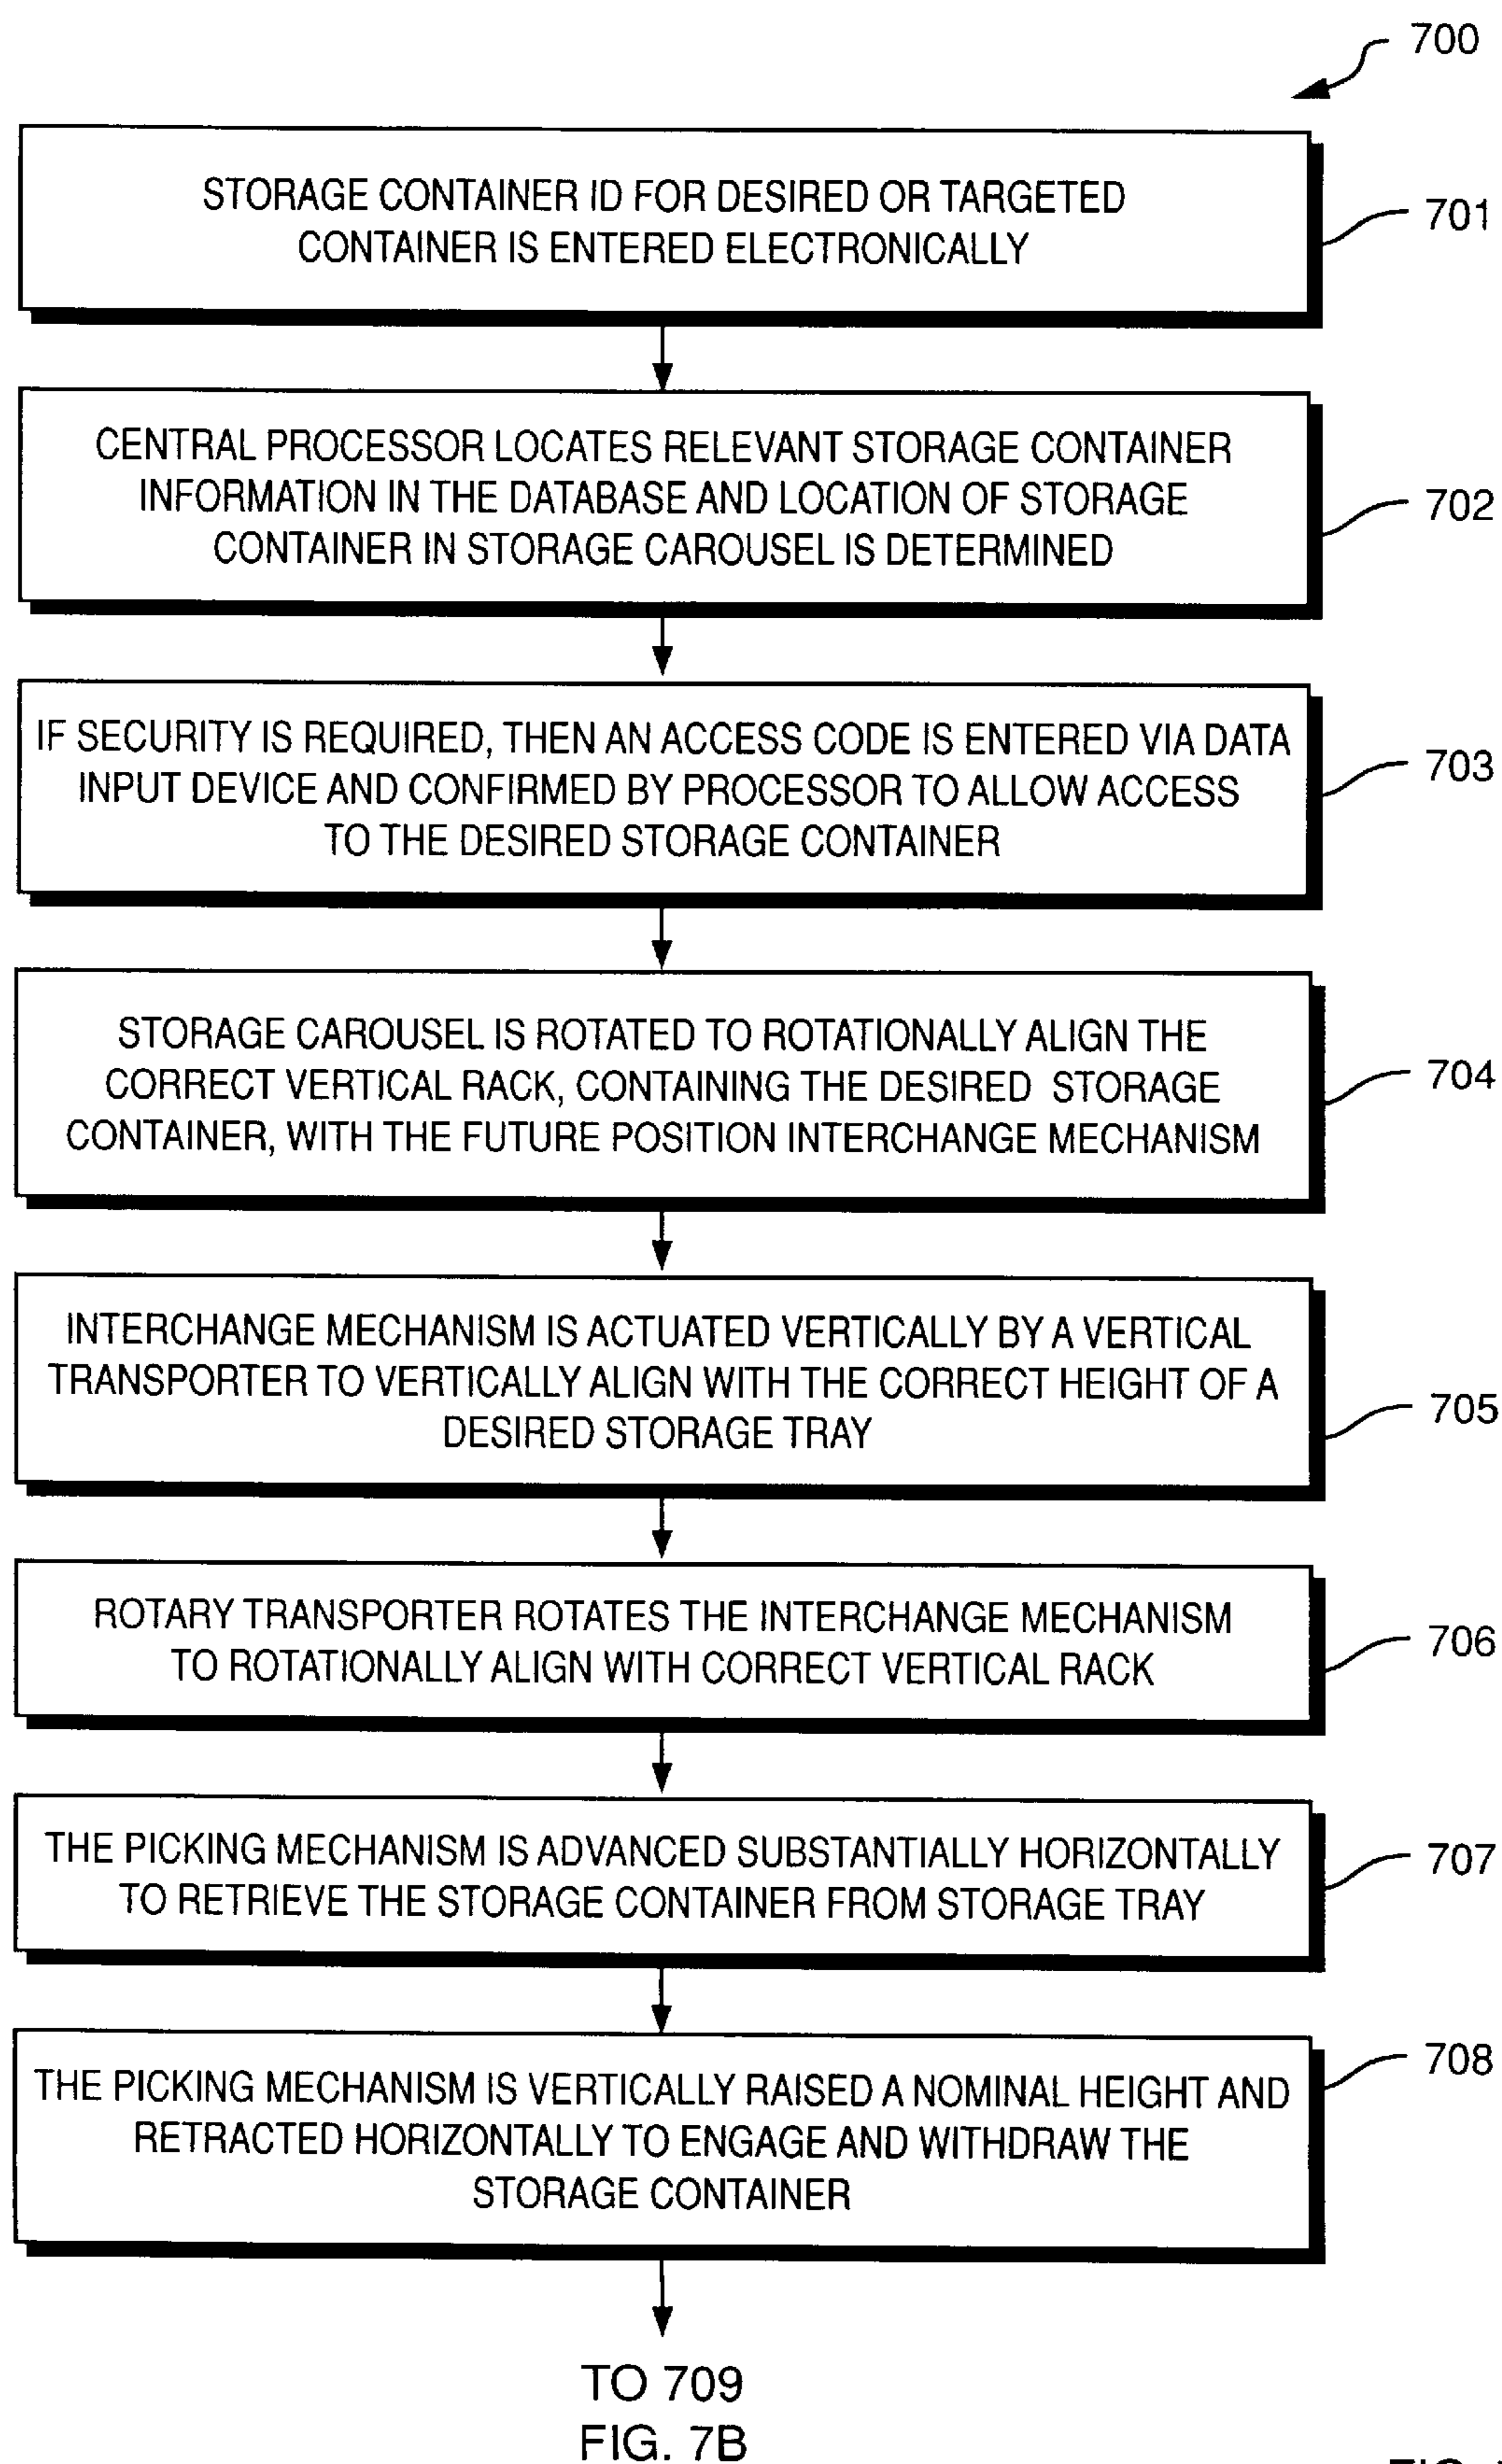 700
STORAGE CONTAINER ID FOR DESIRED OR TARGETED
CONTAINER IS ENTERED ELECTRONICALLY
701
CENTRAL PROCESSOR LOCATES RELEVANT STORAGE CONTAINER
INFORMATION IN THE DATABASE AND LOCATION OF STORAGE
CONTAINER IN STORAGE CAROUSEL IS DETERMINED
702
IF SECURITY IS REQUIRED, THEN AN ACCESS CODE IS ENTERED VIA DATA
INPUT DEVICE AND CONFIRMED BY PROCESSOR TO ALLOW ACCESS
TO THE DESIRED STORAGE CONTAINER
703
STORAGE CAROUSEL IS ROTATED TO ROTATIONALLY ALIGN THE
CORRECT VERTICAL RACK, CONTAINING THE DESIRED STORAGE
CONTAINER, WITH THE FUTURE POSITION INTERCHANGE MECHANISM
704
INTERCHANGE MECHANISM IS ACTUATED VERTICALLY BY A VERTICAL
TRANSPORTER TO VERTICALLY ALIGN WITH THE CORRECT HEIGHT OF A
DESIRED STORAGE TRAY
705
ROTARY TRANSPORTER ROTATES THE INTERCHANGE MECHANISM
TO ROTATIONALLY ALIGN WITH CORRECT VERTICAL RACK
706
THE PICKING MECHANISM IS ADVANCED SUBSTANTIALLY HORIZONTALLY
TO RETRIEVE THE STORAGE CONTAINER FROM STORAGE TRAY
707
THE PICKING MECHANISM IS VERTICALLY RAISED A NOMINAL HEIGHT AND
RETRACTED HORIZONTALLY TO ENGAGE AND WITHDRAW THE
STORAGE CONTAINER
708
TO 709
FIG. 7B